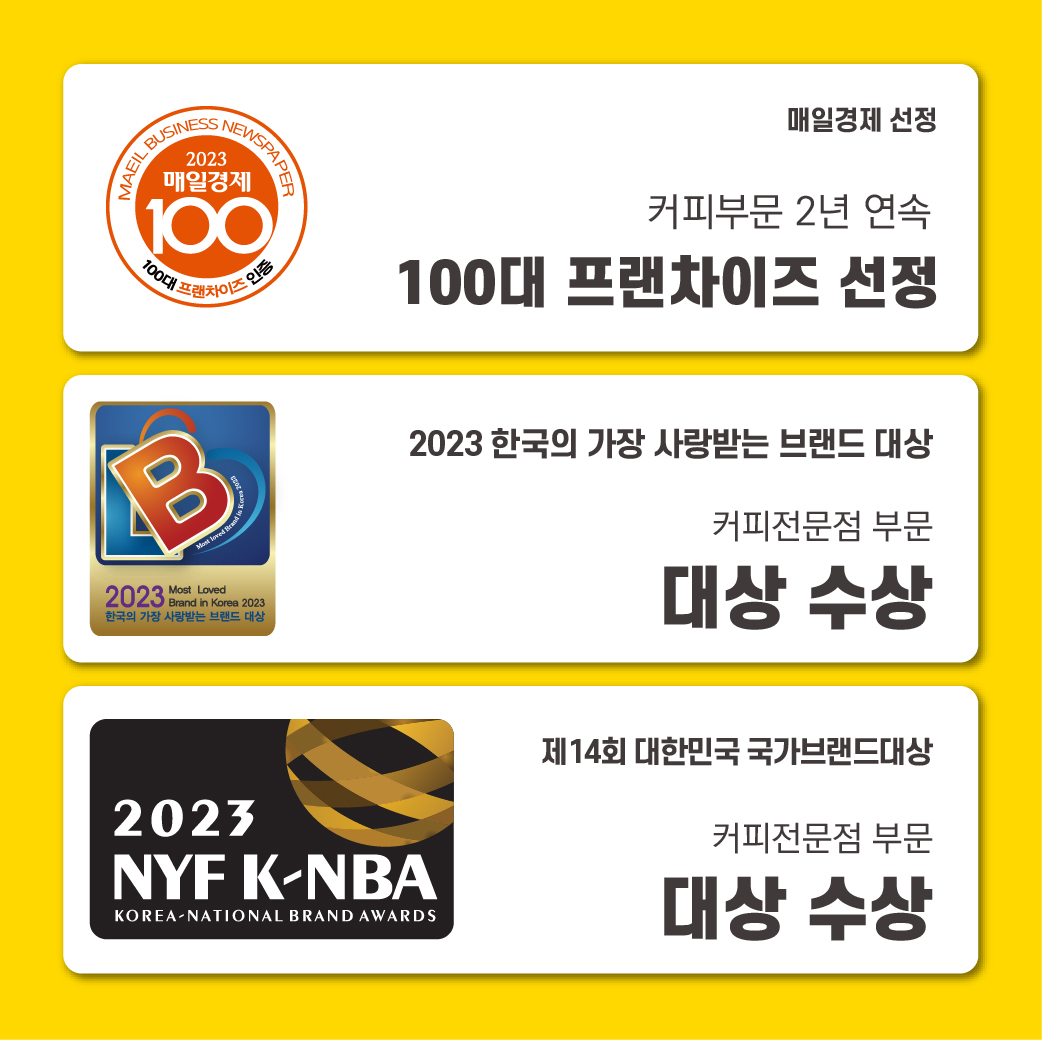 MAEIL BUSINESS NEWSPAPER
2023
매일경제
100
100대 프랜차이즈 인증
매일경제 선정
커피부문 2년 연속
100대 프랜차이즈 선정
B
Most loved Brand in Korea 2023
2023 Most Loved
Brand in Korea 2023
한국의 가장 사랑받는 브랜드 대상
2023 한국의 가장 사랑받는 브랜드 대상
커피전문점 부문
대상 수상
2023
NYF K-NBA
KOREA-NATIONAL BRAND AWARDS
제14회 대한민국 국가브랜드대상
커피전문점 부문
대상 수상